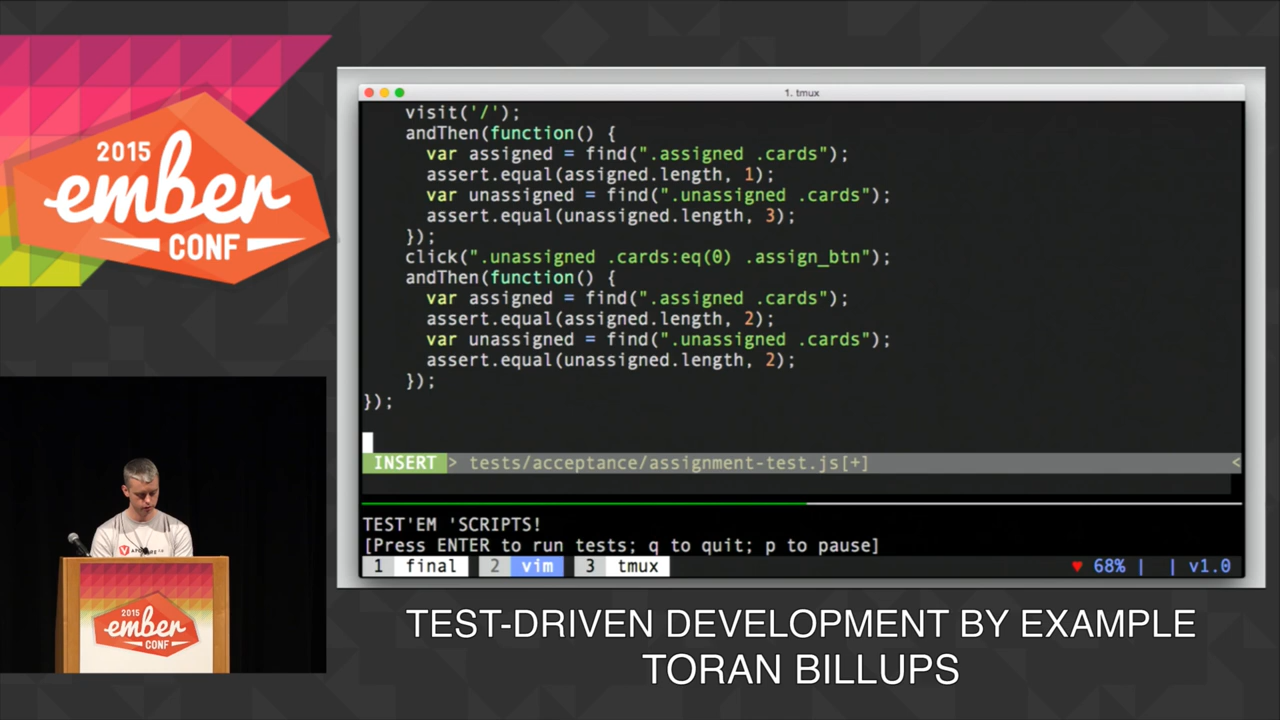 2015
ember
CONF
1. tmux
visit('/');
andThen(function() {
var assigned = find(".assigned .cards");
assert.equal(assigned.length, 1);
var unassigned = find(".unassigned .cards");
assert.equal(unassigned.length, 3);
});
click(".unassigned .cards:eq(0) .assign_btn");
andThen(function() {
var assigned = find(".assigned .cards");
assert.equal(assigned.length, 2);
var unassigned = find(".unassigned .cards");
assert.equal(unassigned.length, 2);
});
});
INSERT > tests/acceptance/assignment-test.js[+] <
TEST'EM 'SCRIPTS!
[Press ENTER to run tests; q to quit; p to pause]
1 final 2 vim 3 tmux ♥ 68% | | v1.0
2015
ember
CONF
TEST-DRIVEN DEVELOPMENT BY EXAMPLE
TORAN BILLUPS